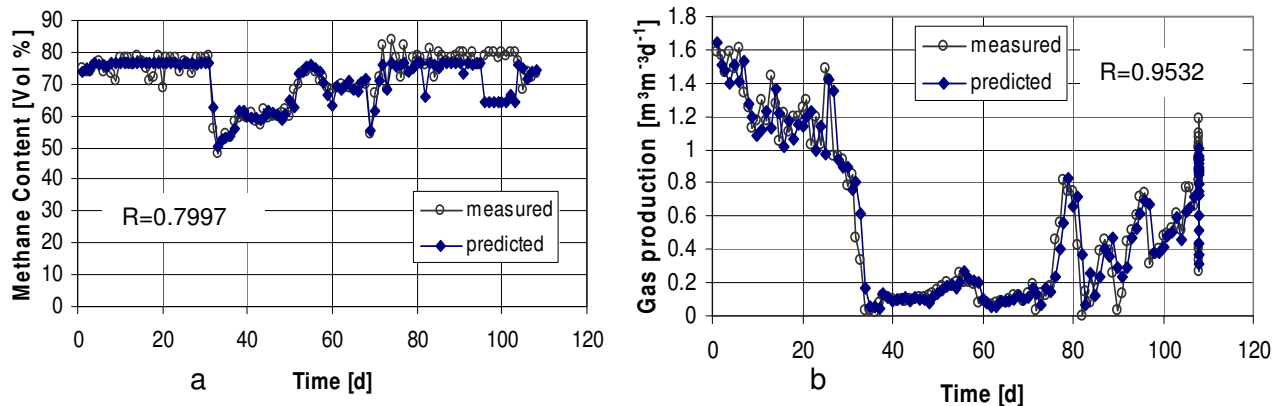 Methane Content [Vol %]
90
80
70
60
50
40
30
20
10
0
R=0.7997
measured
predicted
0 20 40 60 80 100 120
a
Time [d]
Gas production [m³m⁻³d⁻¹]
1.8
1.6
1.4
1.2
1
0.8
0.6
0.4
0.2
0
measured
predicted
R=0.9532
0 20 40 60 80 100 120
b
Time [d]